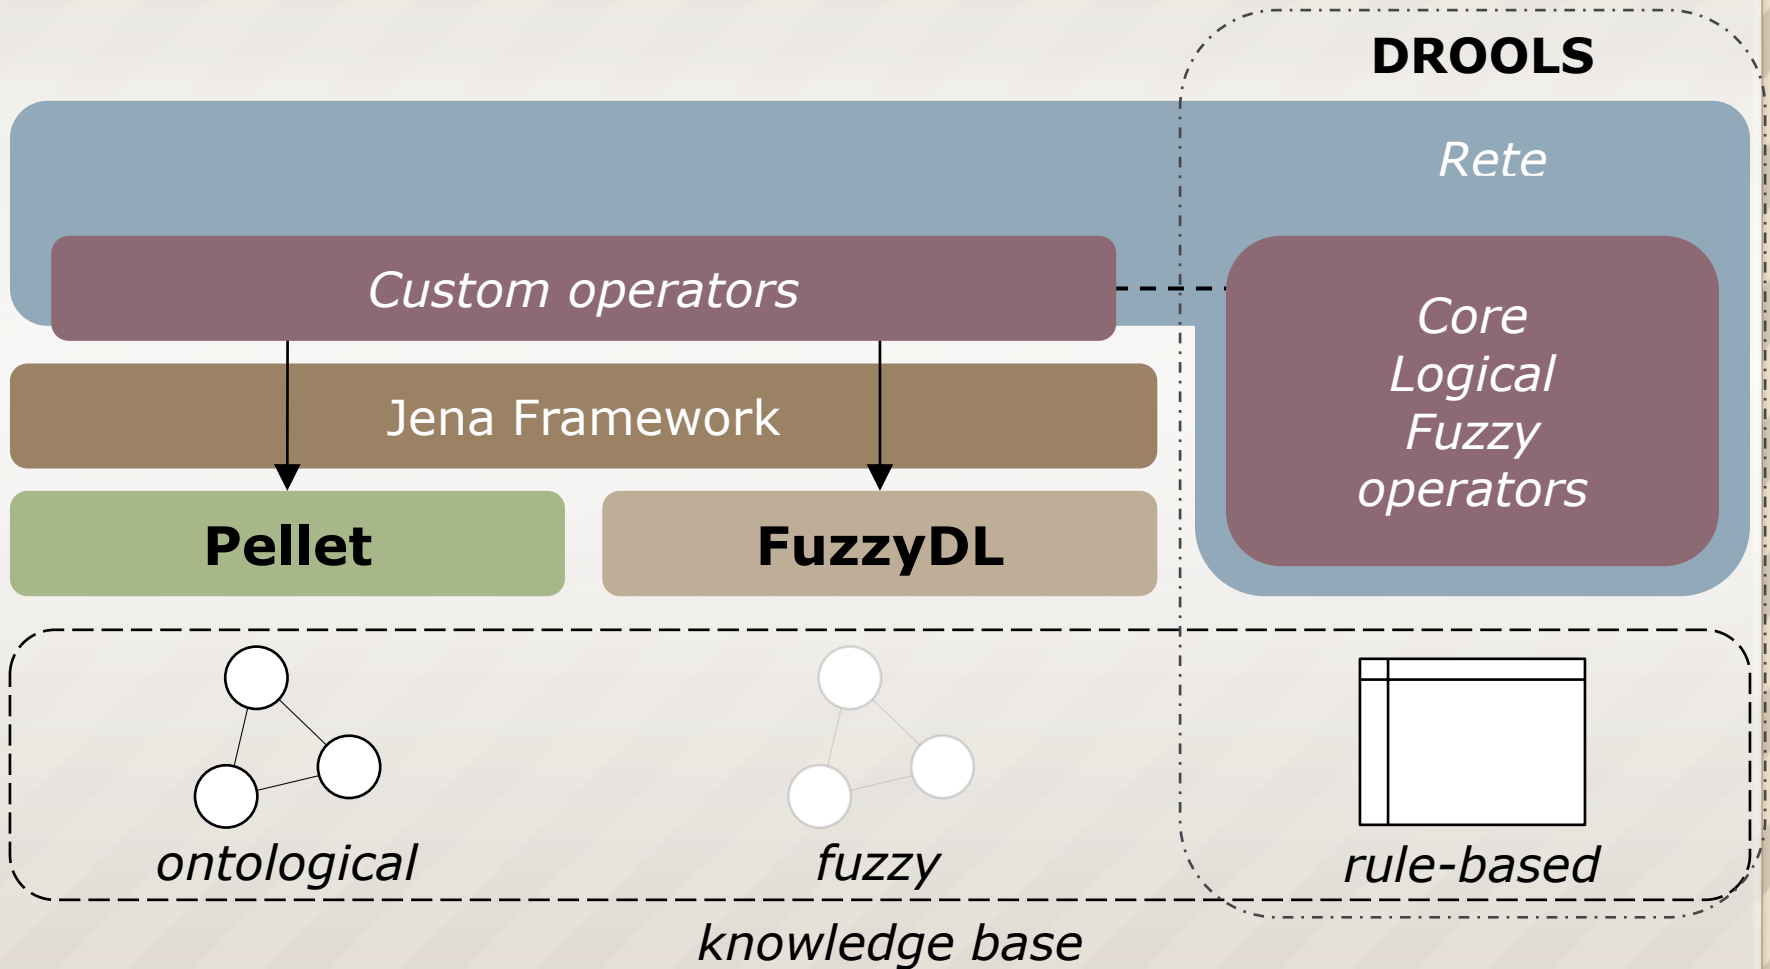 DROOLS
Rete
Custom operators
Core
Logical
Fuzzy
operators
Jena Framework
Pellet
FuzzyDL
ontological
fuzzy
rule-based
knowledge base